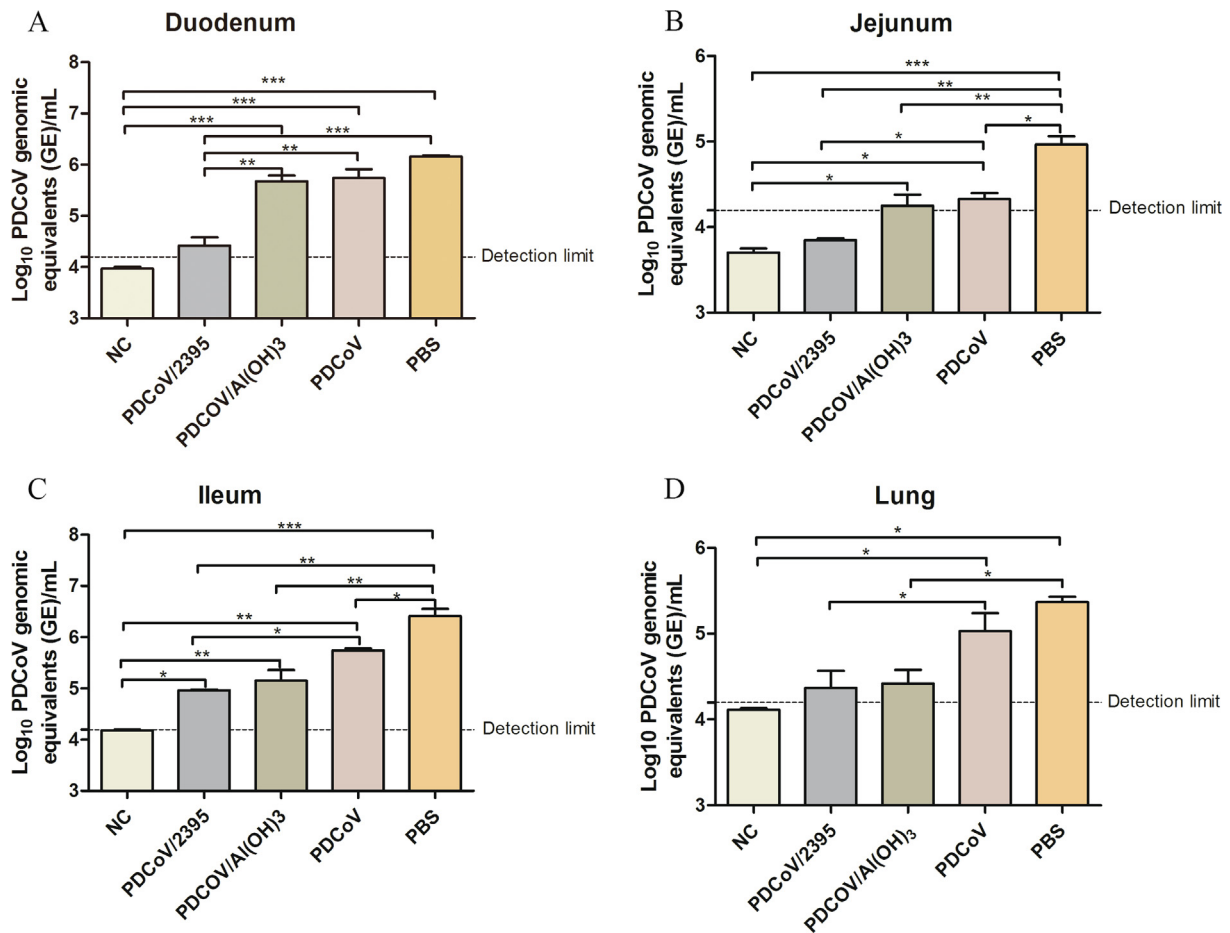 A
Duodenum
Log10 PDCoV genomic
equivalents (GE)/mL
8
7
6
5
4
3
***
***
***
***
**
**
Detection limit
NC
PDCoV/2395
PDCOV/Al(OH)3
PDCoV
PBS
B
Jejunum
Log10 PDCoV genomic
equivalents (GE)/mL
6
5
4
3
***
**
**
*
*
*
*
Detection limit
NC
PDCoV/2395
PDCOV/Al(OH)3
PDCoV
PBS
C
Ileum
Log10 PDCoV genomic
equivalents (GE)/mL
8
7
6
5
4
3
***
**
**
*
**
*
**
*
Detection limit
NC
PDCoV/2395
PDCOV/Al(OH)3
PDCoV
PBS
D
Lung
Log10 PDCoV genomic
equivalents (GE)/mL
6
5
4
3
*
*
*
*
Detection limit
NC
PDCoV/2395
PDCOV/Al(OH)3
PDCoV
PBS